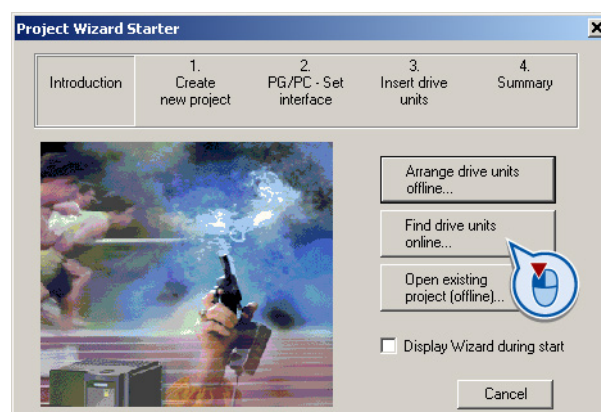 Project Wizard Starter
Introduction
1.
Create
new project
2.
PG/PC - Set
interface
3.
Insert drive
units
4.
Summary
Arrange drive units
offline...
Find drive units
online...
Open existing
project (offline)...
Display Wizard during start
Cancel